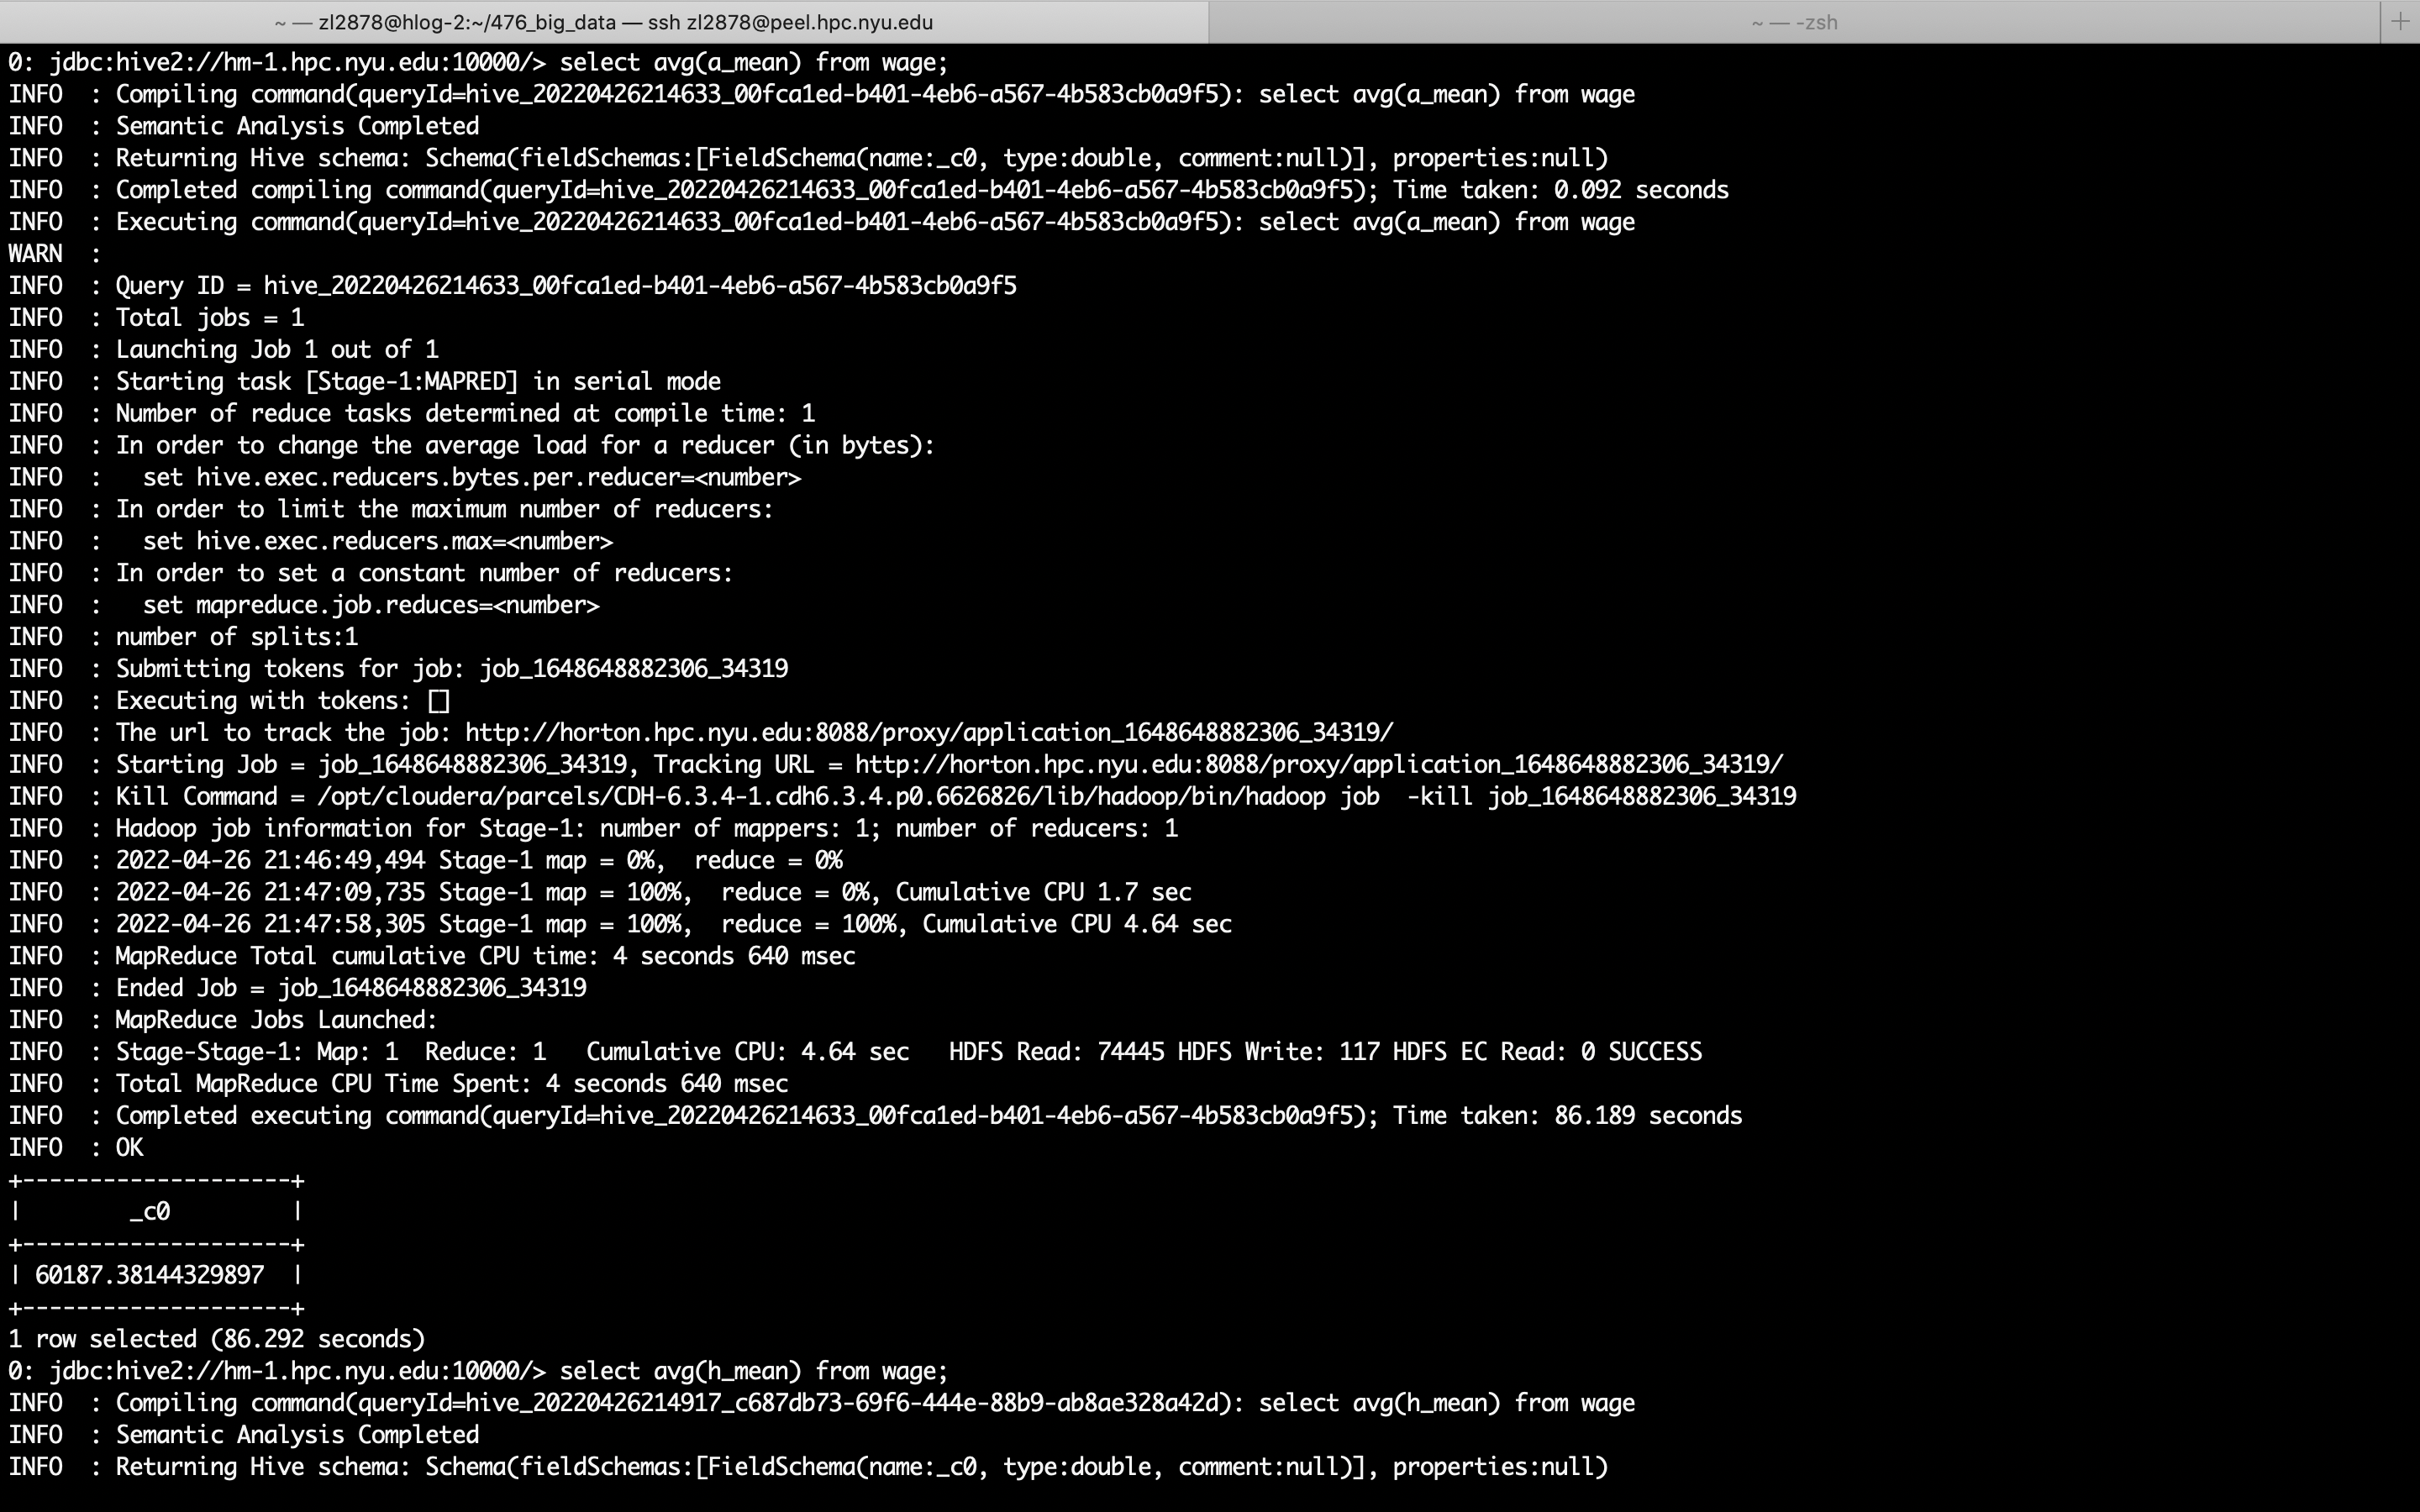 ~ — zl2878@hlog-2:~/476_big_data — ssh zl2878@peel.hpc.nyu.edu
~ — -zsh
+
0: jdbc:hive2://hm-1.hpc.nyu.edu:10000/> select avg(a_mean) from wage;
INFO  : Compiling command(queryId=hive_20220426214633_00fca1ed-b401-4eb6-a567-4b583cb0a9f5): select avg(a_mean) from wage
INFO  : Semantic Analysis Completed
INFO  : Returning Hive schema: Schema(fieldSchemas:[FieldSchema(name:_c0, type:double, comment:null)], properties:null)
INFO  : Completed compiling command(queryId=hive_20220426214633_00fca1ed-b401-4eb6-a567-4b583cb0a9f5); Time taken: 0.092 seconds
INFO  : Executing command(queryId=hive_20220426214633_00fca1ed-b401-4eb6-a567-4b583cb0a9f5): select avg(a_mean) from wage
WARN  :
INFO  : Query ID = hive_20220426214633_00fca1ed-b401-4eb6-a567-4b583cb0a9f5
INFO  : Total jobs = 1
INFO  : Launching Job 1 out of 1
INFO  : Starting task [Stage-1:MAPRED] in serial mode
INFO  : Number of reduce tasks determined at compile time: 1
INFO  : In order to change the average load for a reducer (in bytes):
INFO  :   set hive.exec.reducers.bytes.per.reducer=<number>
INFO  : In order to limit the maximum number of reducers:
INFO  :   set hive.exec.reducers.max=<number>
INFO  : In order to set a constant number of reducers:
INFO  :   set mapreduce.job.reduces=<number>
INFO  : number of splits:1
INFO  : Submitting tokens for job: job_1648648882306_34319
INFO  : Executing with tokens: []
INFO  : The url to track the job: http://horton.hpc.nyu.edu:8088/proxy/application_1648648882306_34319/
INFO  : Starting Job = job_1648648882306_34319, Tracking URL = http://horton.hpc.nyu.edu:8088/proxy/application_1648648882306_34319/
INFO  : Kill Command = /opt/cloudera/parcels/CDH-6.3.4-1.cdh6.3.4.p0.6626826/lib/hadoop/bin/hadoop job  -kill job_1648648882306_34319
INFO  : Hadoop job information for Stage-1: number of mappers: 1; number of reducers: 1
INFO  : 2022-04-26 21:46:49,494 Stage-1 map = 0%,  reduce = 0%
INFO  : 2022-04-26 21:47:09,735 Stage-1 map = 100%,  reduce = 0%, Cumulative CPU 1.7 sec
INFO  : 2022-04-26 21:47:58,305 Stage-1 map = 100%,  reduce = 100%, Cumulative CPU 4.64 sec
INFO  : MapReduce Total cumulative CPU time: 4 seconds 640 msec
INFO  : Ended Job = job_1648648882306_34319
INFO  : MapReduce Jobs Launched:
INFO  : Stage-Stage-1: Map: 1  Reduce: 1   Cumulative CPU: 4.64 sec   HDFS Read: 74445 HDFS Write: 117 HDFS EC Read: 0 SUCCESS
INFO  : Total MapReduce CPU Time Spent: 4 seconds 640 msec
INFO  : Completed executing command(queryId=hive_20220426214633_00fca1ed-b401-4eb6-a567-4b583cb0a9f5); Time taken: 86.189 seconds
INFO  : OK
+--------------------+
|        _c0         |
+--------------------+
| 60187.38144329897  |
+--------------------+
1 row selected (86.292 seconds)
0: jdbc:hive2://hm-1.hpc.nyu.edu:10000/> select avg(h_mean) from wage;
INFO  : Compiling command(queryId=hive_20220426214917_c687db73-69f6-444e-88b9-ab8ae328a42d): select avg(h_mean) from wage
INFO  : Semantic Analysis Completed
INFO  : Returning Hive schema: Schema(fieldSchemas:[FieldSchema(name:_c0, type:double, comment:null)], properties:null)